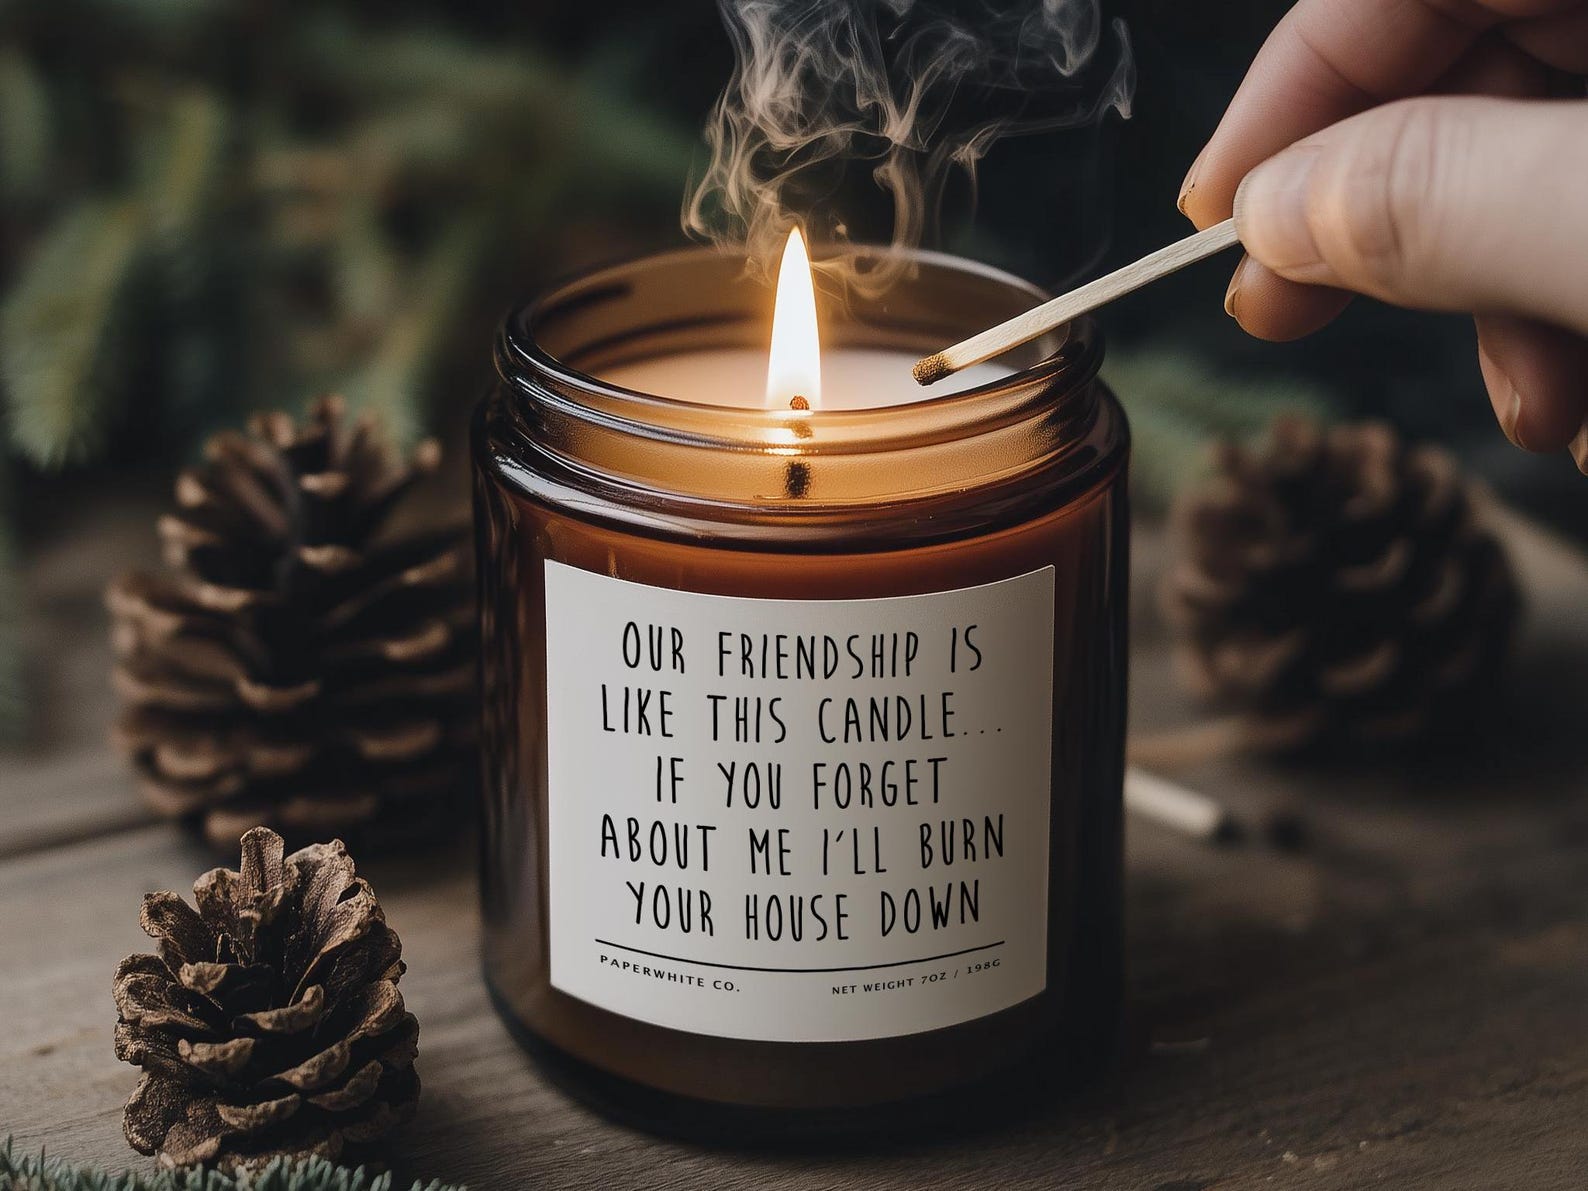 OUR FRIENDSHIP IS
LIKE THIS CANDLE...
IF YOU FORGET
ABOUT ME I'LL BURN
YOUR HOUSE DOWN
PAPERWHITE CO.
NET WEIGHT 7OZ / 198G